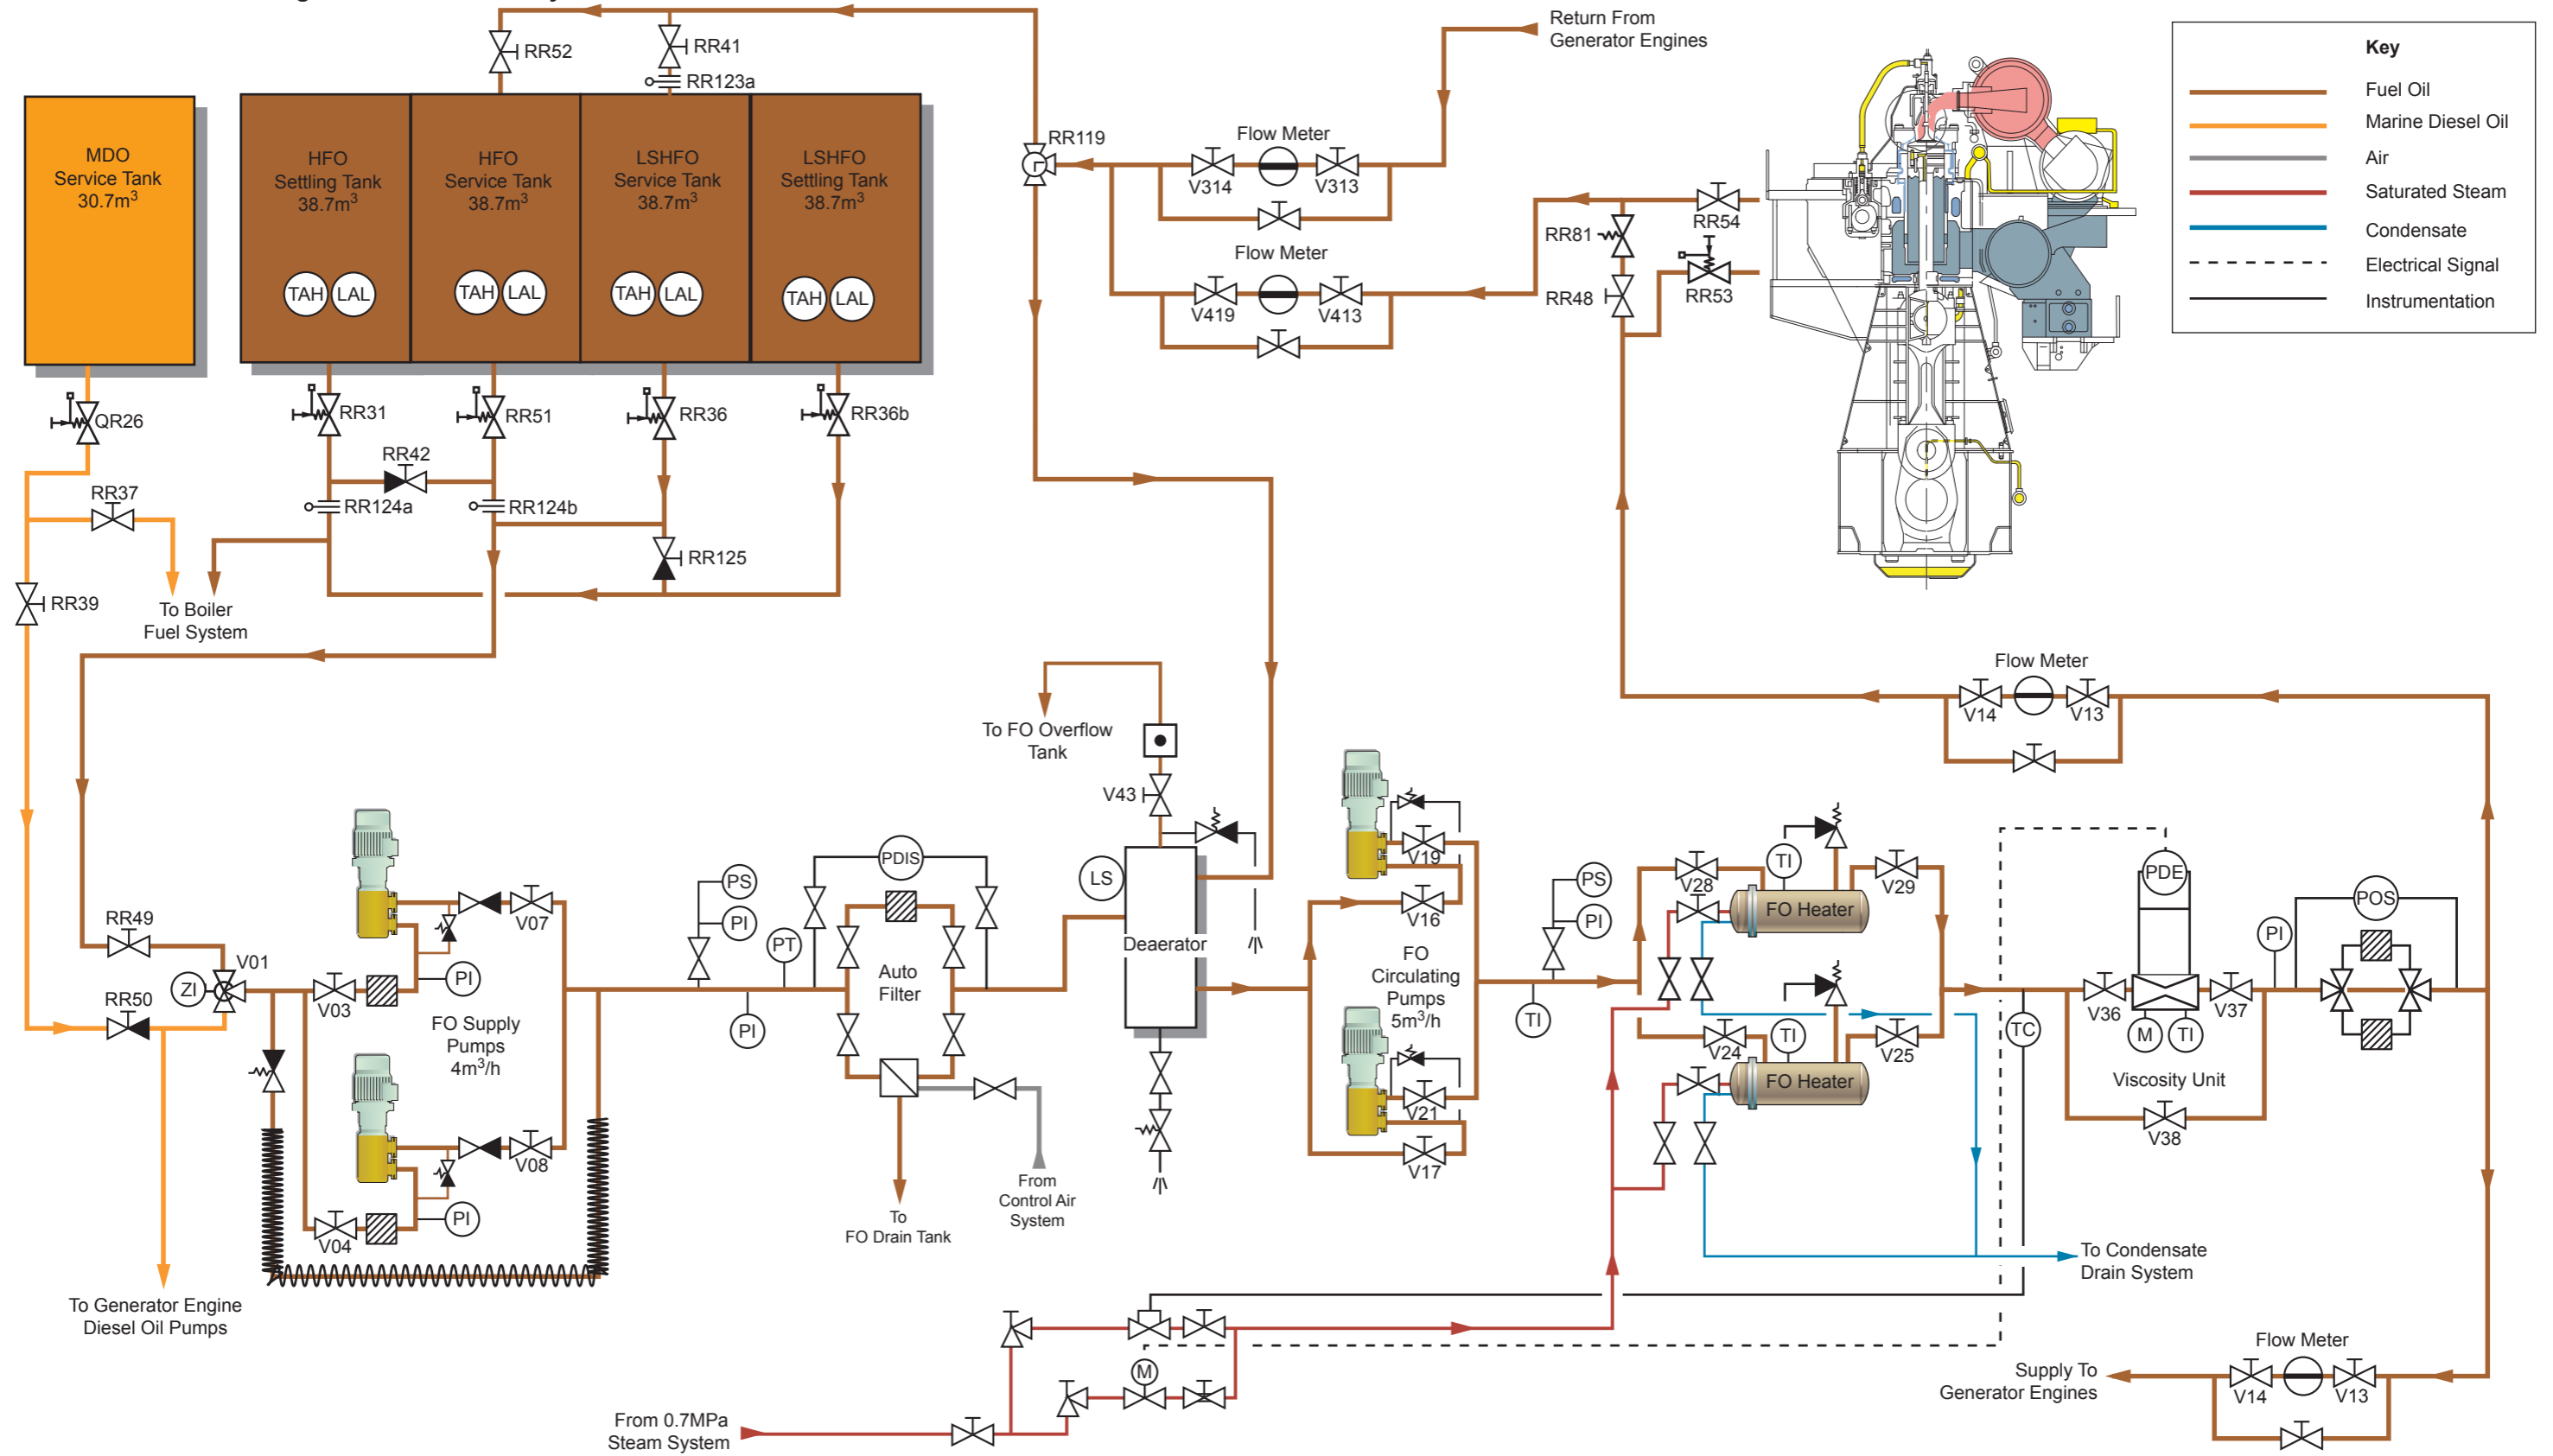 RR52
RR41
RR123a
Return From
Generator Engines
Key
Fuel Oil
Marine Diesel Oil
Air
Saturated Steam
Condensate
Electrical Signal
Instrumentation
MDO
Service Tank
30.7m³
HFO
Settling Tank
38.7m³
HFO
Service Tank
38.7m³
LSHFO
Service Tank
38.7m³
LSHFO
Settling Tank
38.7m³
TAH
LAL
TAH
LAL
TAH
LAL
TAH
LAL
RR119
Flow Meter
V314
V313
Flow Meter
V419
V413
RR54
RR81
RR48
RR53
QR26
RR31
RR51
RR36
RR36b
RR42
RR37
RR124a
RR124b
RR125
RR39
To Boiler
Fuel System
Flow Meter
V14
V13
To FO Overflow
Tank
V43
RR49
V01
ZI
RR50
V07
V03
PI
FO Supply
Pumps
4m³/h
V08
V04
PI
PS
PI
PT
PI
PDIS
Auto
Filter
LS
Deaerator
To
FO Drain Tank
From
Control Air
System
V19
V16
FO
Circulating
Pumps
5m³/h
V21
V17
PS
PI
TI
V28
TI
V29
FO Heater
V24
TI
V25
FO Heater
TC
PDE
V36
V37
M
TI
Viscosity Unit
V38
PI
POS
To Condensate
Drain System
To Generator Engine
Diesel Oil Pumps
M
From 0.7MPa
Steam System
Flow Meter
Supply To
Generator Engines
V14
V13